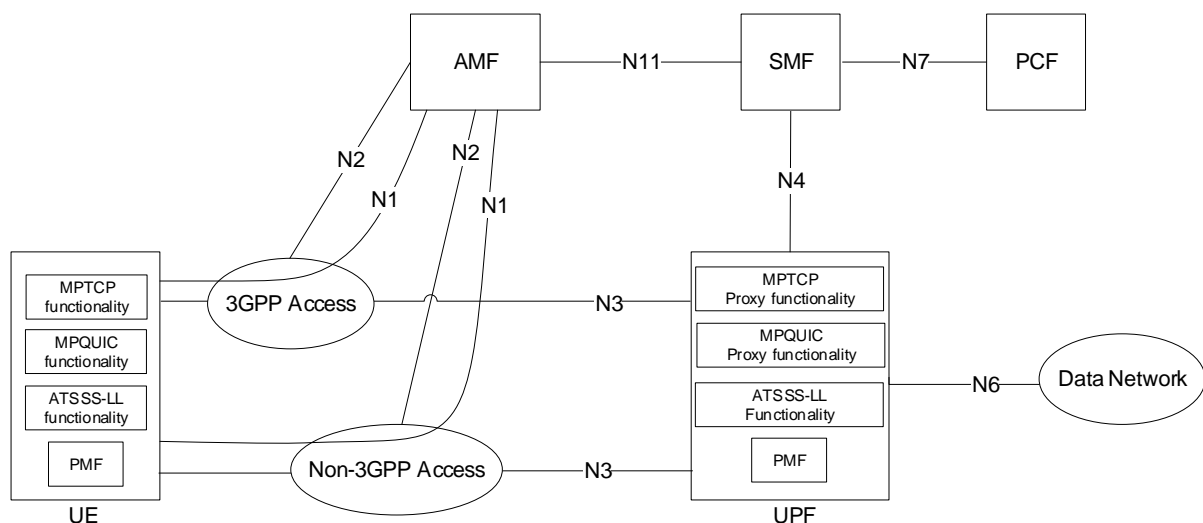 AMF
N11
SMF
N7
PCF
N2
N2
N1
N1
N4
MPTCP
functionality
MPQUIC
functionality
ATSSS-LL
functionality
PMF
UE
3GPP Access
N3
Non-3GPP Access
N3
MPTCP
Proxy functionality
MPQUIC
Proxy functionality
ATSSS-LL
Functionality
PMF
UPF
N6
Data Network